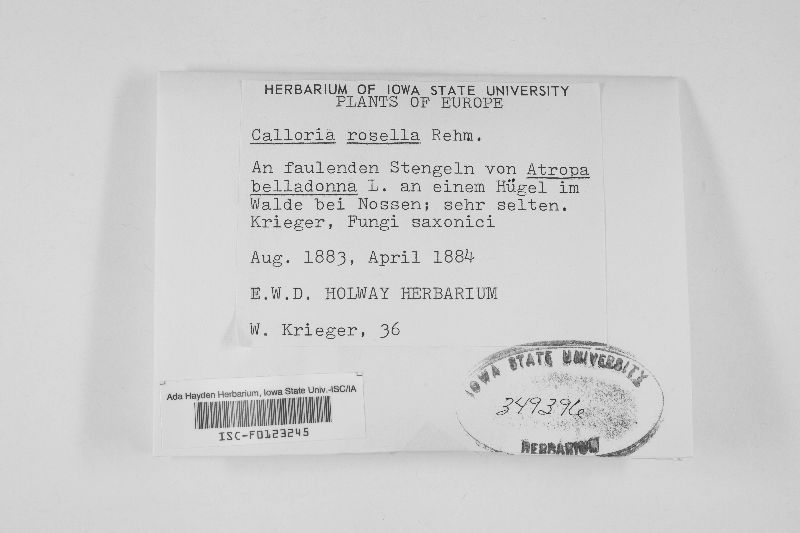 HERBARIUM OF IOWA STATE UNIVERSITY
PLANTS OF EUROPE
Calloria rosella Rehm.
An faulenden Stengeln von Atropa
belladonna L. an einem Hügel im
Walde bei Nossen; sehr selten.
Krieger, Fungi saxonici
Aug. 1883, April 1884
E.W.D. HOLWAY HERBARIUM
W. Krieger, 36
Ada Hayden Herbarium, Iowa State Univ.-ISC/IA
ISC-F0123245
IOWA STATE UNIVERSITY
349396
HERBARIUM